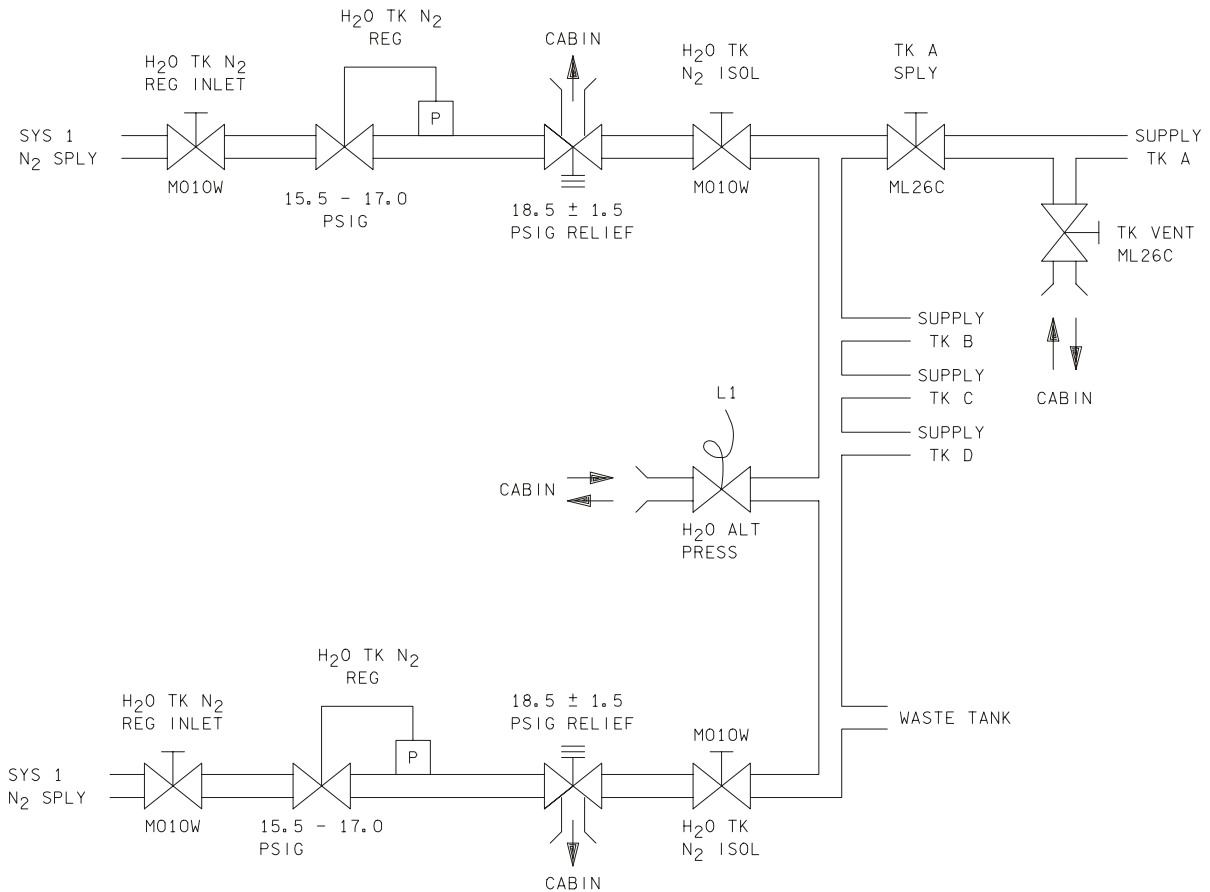 H2O TK N2
REG
CABIN
H2O TK
N2 ISOL
TK A
SPLY
H2O TK N2
REG INLET
P
SYS 1
N2 SPLY
SUPPLY
TK A
MO10W
15.5 - 17.0
PSIG
18.5 ± 1.5
PSIG RELIEF
MO10W
ML26C
TK VENT
ML26C
SUPPLY
TK B
SUPPLY
TK C
SUPPLY
TK D
CABIN
L1
CABIN
H2O ALT
PRESS
H2O TK N2
REG
H2O TK N2
REG INLET
18.5 ± 1.5
PSIG RELIEF
WASTE TANK
MO10W
P
SYS 1
N2 SPLY
MO10W
15.5 - 17.0
PSIG
H2O TK
N2 ISOL
CABIN